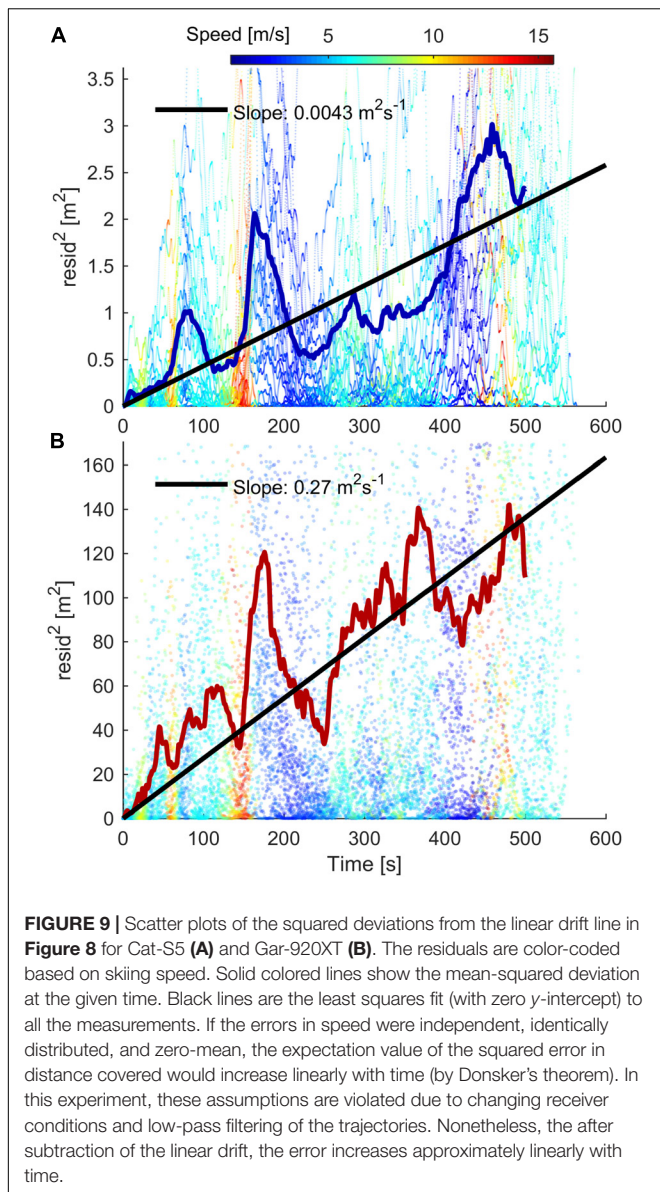 A
Speed [m/s] 5 10 15
3.5
Slope: 0.0043 m²s⁻¹
3
2.5
2
resid² [m²]
1.5
1
0.5
0
0 100 200 300 400 500 600
B
160
Slope: 0.27 m²s⁻¹
140
120
100
resid² [m²]
80
60
40
20
0
0 100 200 300 400 500 600
Time [s]
FIGURE 9 | Scatter plots of the squared deviations from the linear drift line in
Figure 8 for Cat-S5 (A) and Gar-920XT (B). The residuals are color-coded
based on skiing speed. Solid colored lines show the mean-squared deviation
at the given time. Black lines are the least squares fit (with zero y-intercept) to
all the measurements. If the errors in speed were independent, identically
distributed, and zero-mean, the expectation value of the squared error in
distance covered would increase linearly with time (by Donsker's theorem). In
this experiment, these assumptions are violated due to changing receiver
conditions and low-pass filtering of the trajectories. Nonetheless, the after
subtraction of the linear drift, the error increases approximately linearly with
time.